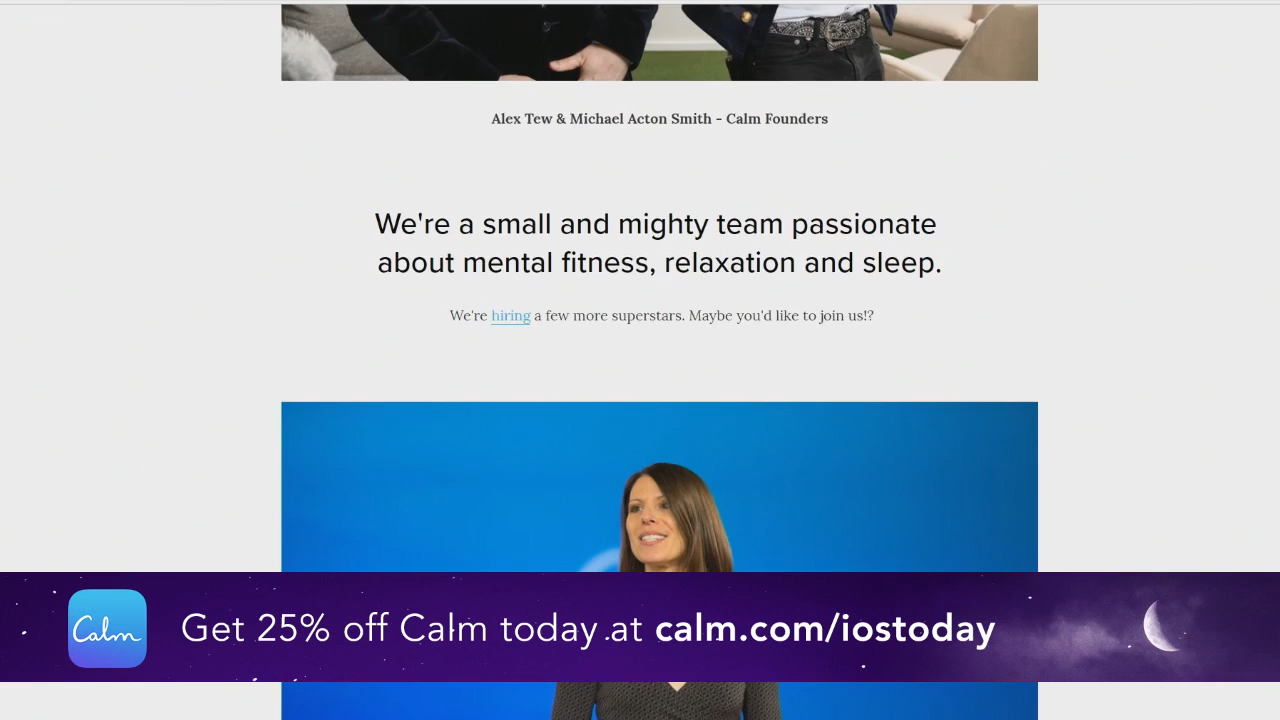 Alex Tew & Michael Acton Smith - Calm Founders
We're a small and mighty team passionate
about mental fitness, relaxation and sleep.
We're hiring a few more superstars. Maybe you'd like to join us!?
Calm
Get 25% off Calm today at calm.com/iostoday